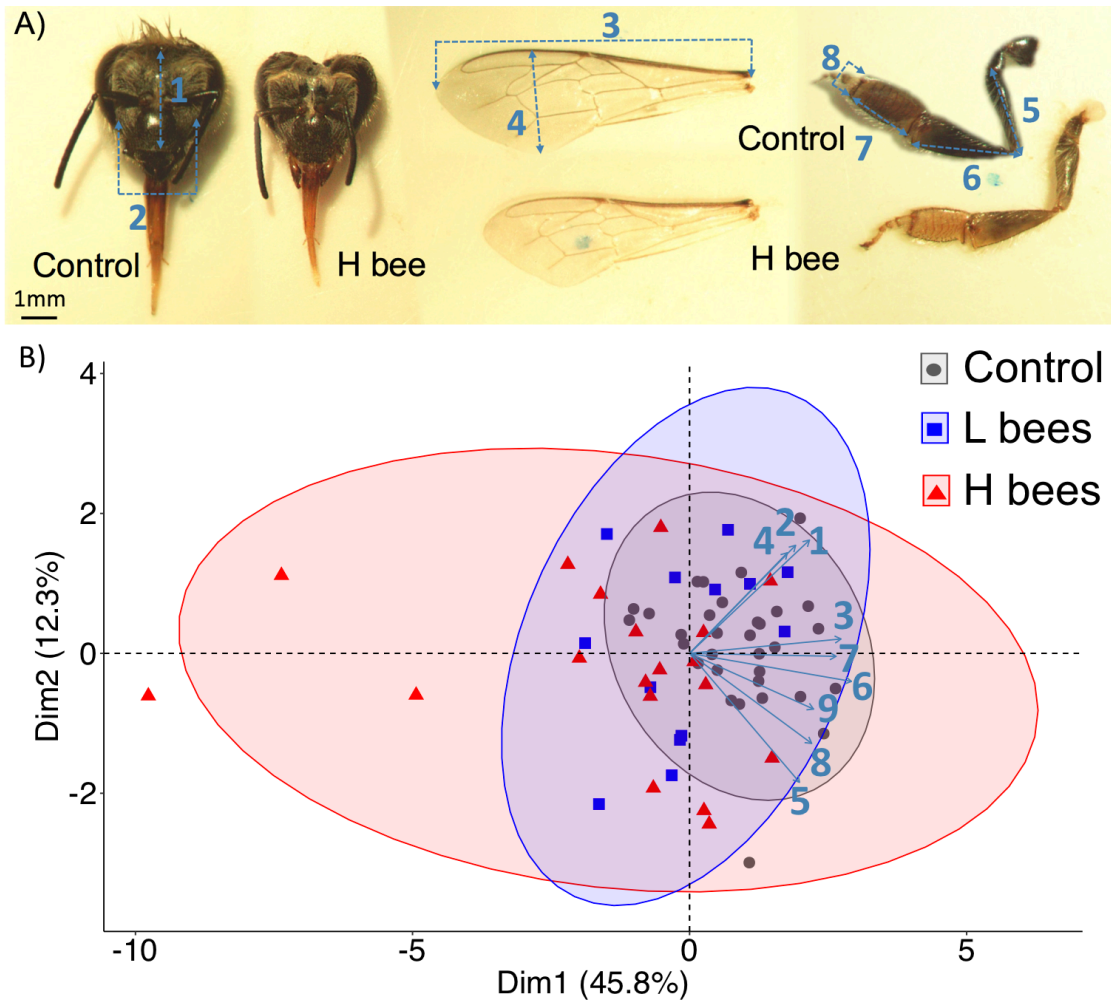 A)
3
1
8
4
5
Control
7
2
6
Control
H bee
H bee
1mm
B)
Control
L bees
H bees
4
2
0
-2
Dim2 (12.3%)
2
4
1
3
7
6
9
8
5
-10
-5
0
5
Dim1 (45.8%)